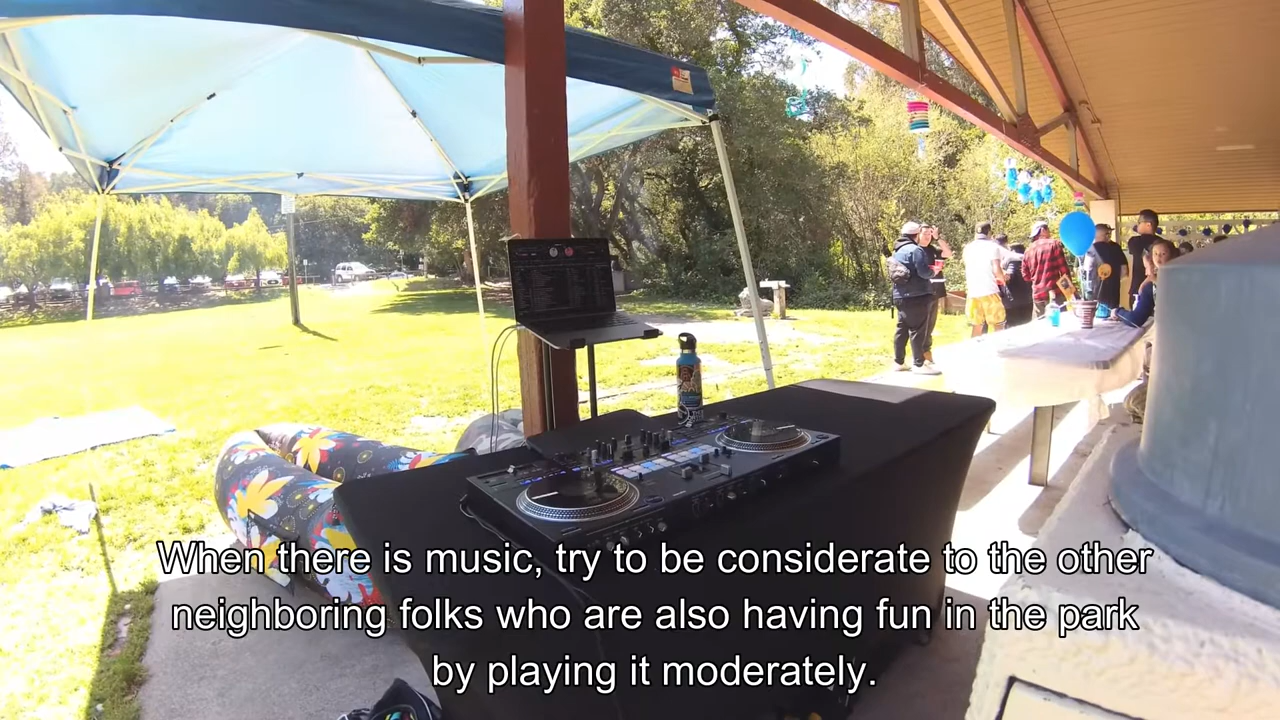 When there is music, try to be considerate to the other
neighboring folks who are also having fun in the park
by playing it moderately.